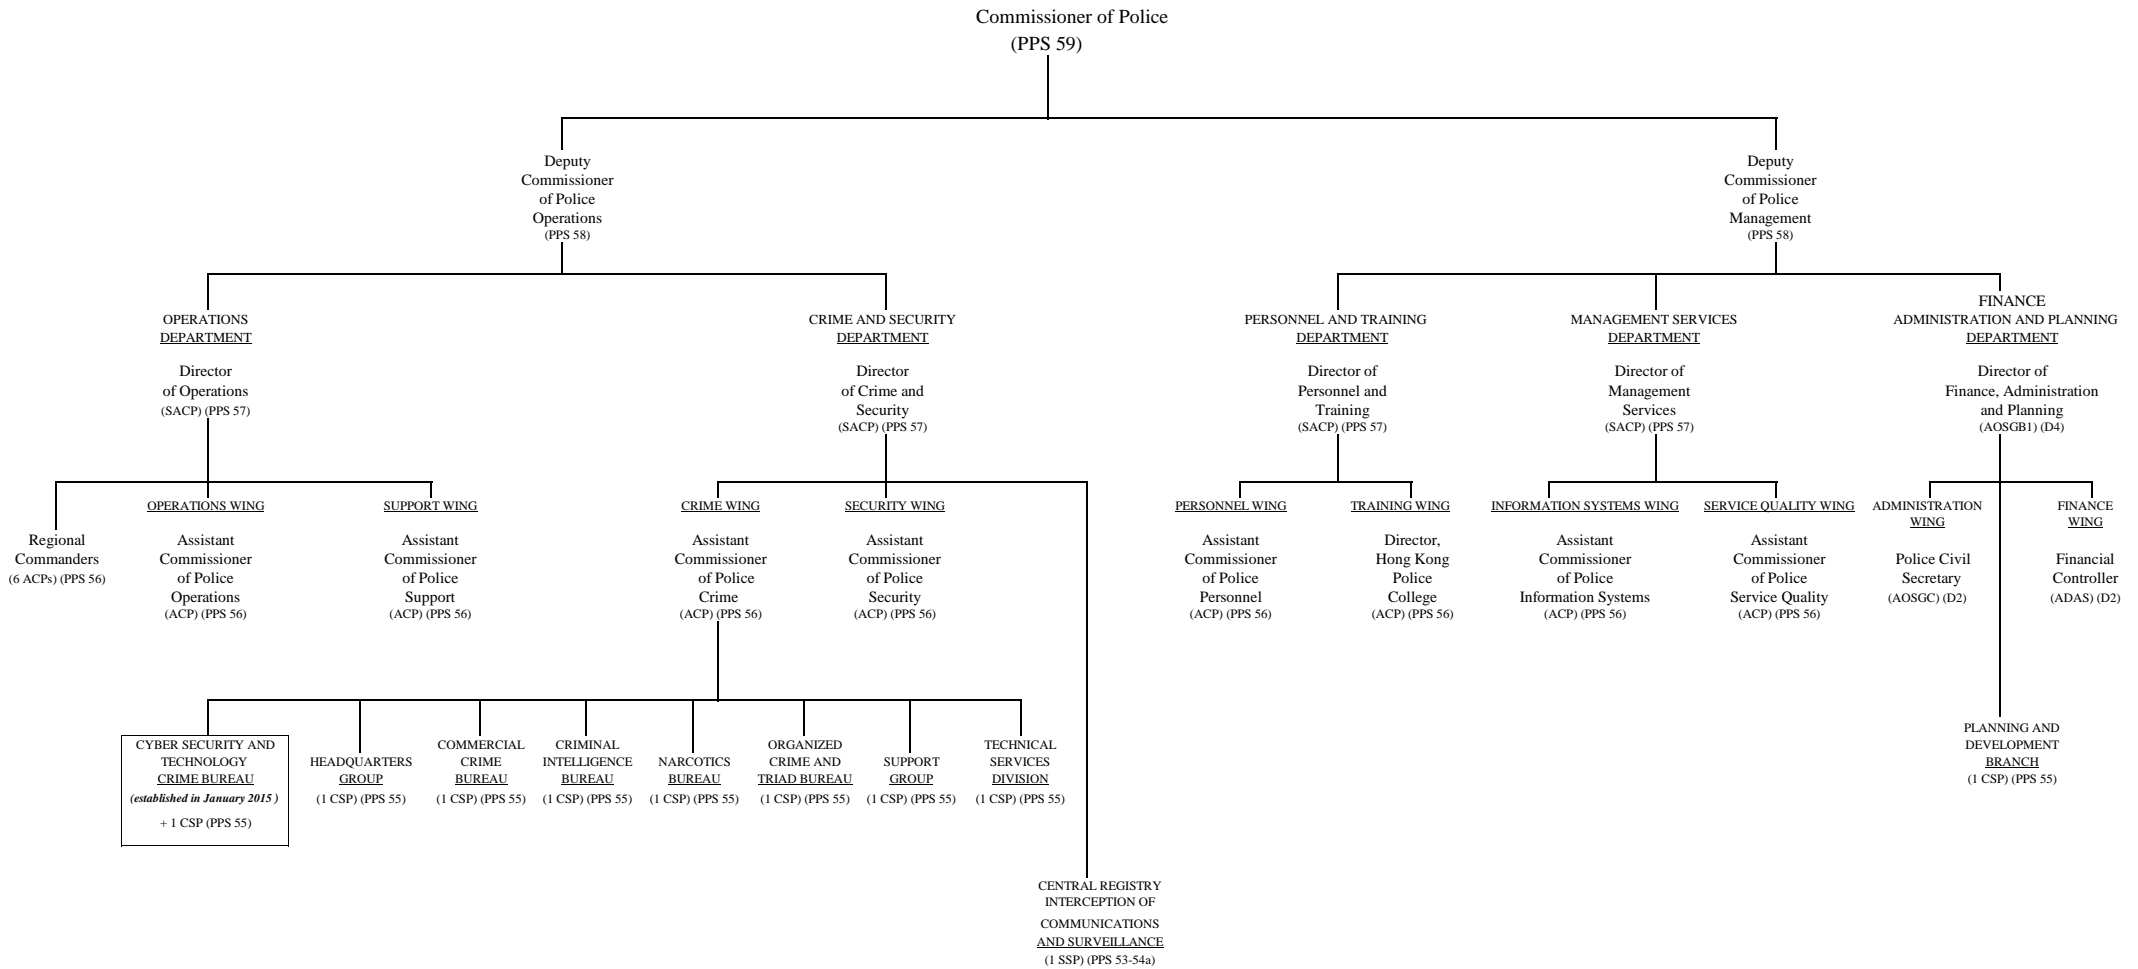 Commissioner of Police
(PPS 59)
Deputy
Commissioner
of Police
Operations
(PPS 58)
Deputy
Commissioner
of Police
Management
(PPS 58)
OPERATIONS
DEPARTMENT
Director
of Operations
(SACP) (PPS 57)
CRIME AND SECURITY
DEPARTMENT
Director
of Crime and
Security
(SACP) (PPS 57)
PERSONNEL AND TRAINING
DEPARTMENT
Director of
Personnel and
Training
(SACP) (PPS 57)
MANAGEMENT SERVICES
DEPARTMENT
Director of
Management
Services
(SACP) (PPS 57)
FINANCE
ADMINISTRATION AND PLANNING
DEPARTMENT
Director of
Finance, Administration
and Planning
(AOSGB1) (D4)
Regional
Commanders
(6 ACPs) (PPS 56)
OPERATIONS WING
Assistant
Commissioner
of Police
Operations
(ACP) (PPS 56)
SUPPORT WING
Assistant
Commissioner
of Police
Support
(ACP) (PPS 56)
CRIME WING
Assistant
Commissioner
of Police
Crime
(ACP) (PPS 56)
SECURITY WING
Assistant
Commissioner
of Police
Security
(ACP) (PPS 56)
PERSONNEL WING
Assistant
Commissioner
of Police
Personnel
(ACP) (PPS 56)
TRAINING WING
Director,
Hong Kong
Police
College
(ACP) (PPS 56)
INFORMATION SYSTEMS WING
Assistant
Commissioner
of Police
Information Systems
(ACP) (PPS 56)
SERVICE QUALITY WING
Assistant
Commissioner
of Police
Service Quality
(ACP) (PPS 56)
ADMINISTRATION
WING
Police Civil
Secretary
(AOSGC) (D2)
FINANCE
WING
Financial
Controller
(ADAS) (D2)
CYBER SECURITY AND
TECHNOLOGY
CRIME BUREAU
(established in January 2015 )
+ 1 CSP (PPS 55)
HEADQUARTERS
GROUP
(1 CSP) (PPS 55)
COMMERCIAL
CRIME
BUREAU
(1 CSP) (PPS 55)
CRIMINAL
INTELLIGENCE
BUREAU
(1 CSP) (PPS 55)
NARCOTICS
BUREAU
(1 CSP) (PPS 55)
ORGANIZED
CRIME AND
TRIAD BUREAU
(1 CSP) (PPS 55)
SUPPORT
GROUP
(1 CSP) (PPS 55)
TECHNICAL
SERVICES
DIVISION
(1 CSP) (PPS 55)
PLANNING AND
DEVELOPMENT
BRANCH
(1 CSP) (PPS 55)
CENTRAL REGISTRY
INTERCEPTION OF
COMMUNICATIONS
AND SURVEILLANCE
(1 SSP) (PPS 53-54a)